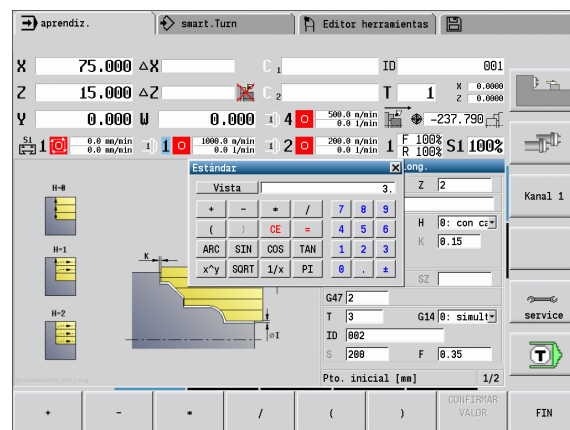 aprendiz. smart.Turn Editor herramientas
X 75.000 ΔX C 1 ID 001
Z 15.000 ΔZ C 2 T 1 X 0.0000 Z 0.0000
Y 0.000 W 0.000 4 500.0 m/min 0.0 1/min -237.790
S1 1 0.0 mm/min 0.0 mm/min 1 1000.0 m/min 0.0 1/min 2 200.0 m/min 0.0 1/min 1 F 100% R 100% S1 100%
Estándar X
Vista 3.
+ - * / 7 8 9
( ) CE = 4 5 6
ARC SIN COS TAN 1 2 3
x^y SQRT 1/x PI 0 . ±
Long.
Z 2
H 0: con ca
K 0.15
SZ
G47 2
T 3 G14 0: simult
ID 002
S 200 F 0.35
Pto. inicial [mm] 1/2
H=0
H=1
H=2
K
øI
Kanal 1
service
T
+ - * / ( ) CONFIRMAR VALOR FIN